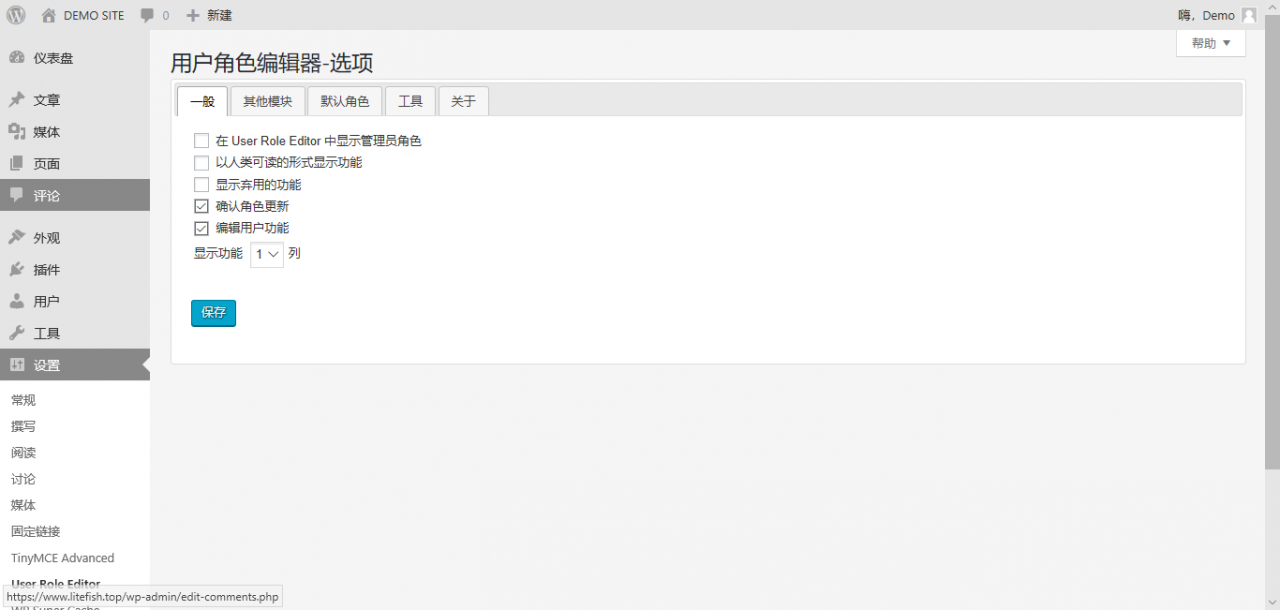 DEMO SITE 0 新建 嗨，Demo
帮助
仪表盘
文章
媒体
页面
评论
外观
插件
用户
工具
设置
常规
撰写
阅读
讨论
媒体
固定链接
TinyMCE Advanced
User Role Editor
https://www.litefish.top/wp-admin/edit-comments.php
WP Super Cache
用户角色编辑器-选项
一般 其他模块 默认角色 工具 关于
在 User Role Editor 中显示管理员角色
以人类可读的形式显示功能
显示弃用的功能
确认角色更新
编辑用户功能
显示功能 1 列
保存